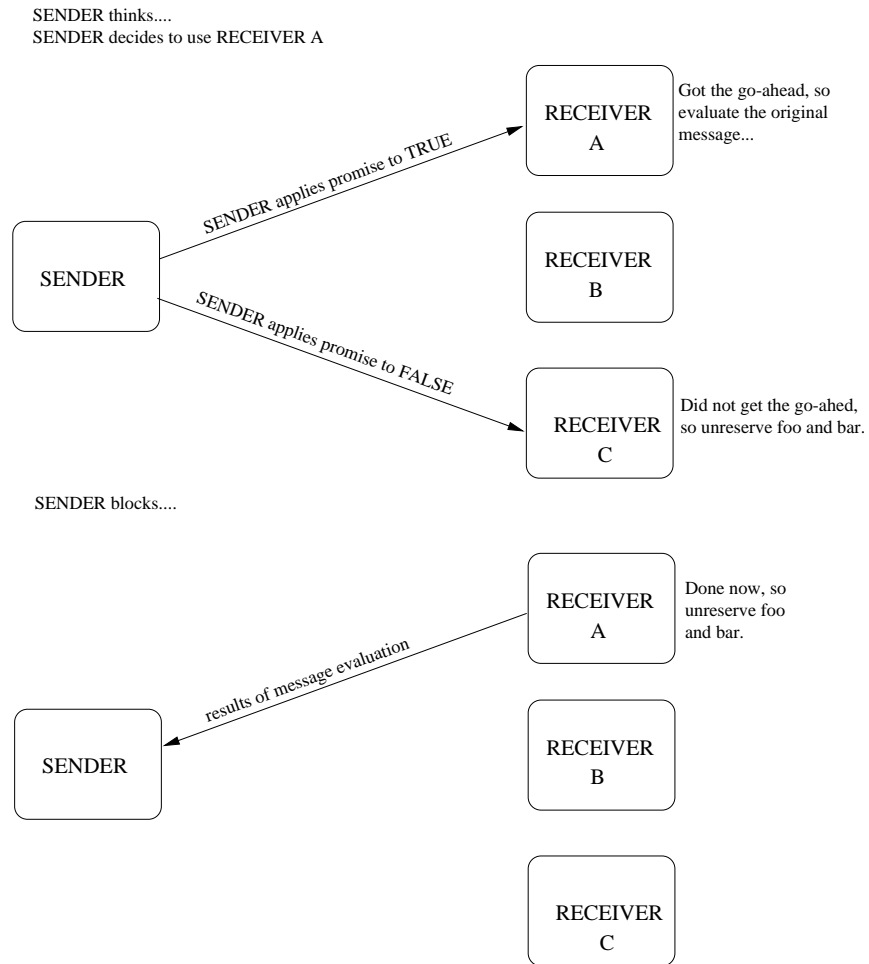 SENDER thinks....
SENDER decides to use RECEIVER A
RECEIVER
A
Got the go-ahead, so
evaluate the original
message...
SENDER applies promise to TRUE
SENDER
RECEIVER
B
SENDER applies promise to FALSE
RECEIVER
C
Did not get the go-ahed,
so unreserve foo and bar.
SENDER blocks....
RECEIVER
A
Done now, so
unreserve foo
and bar.
results of message evaluation
SENDER
RECEIVER
B
RECEIVER
C